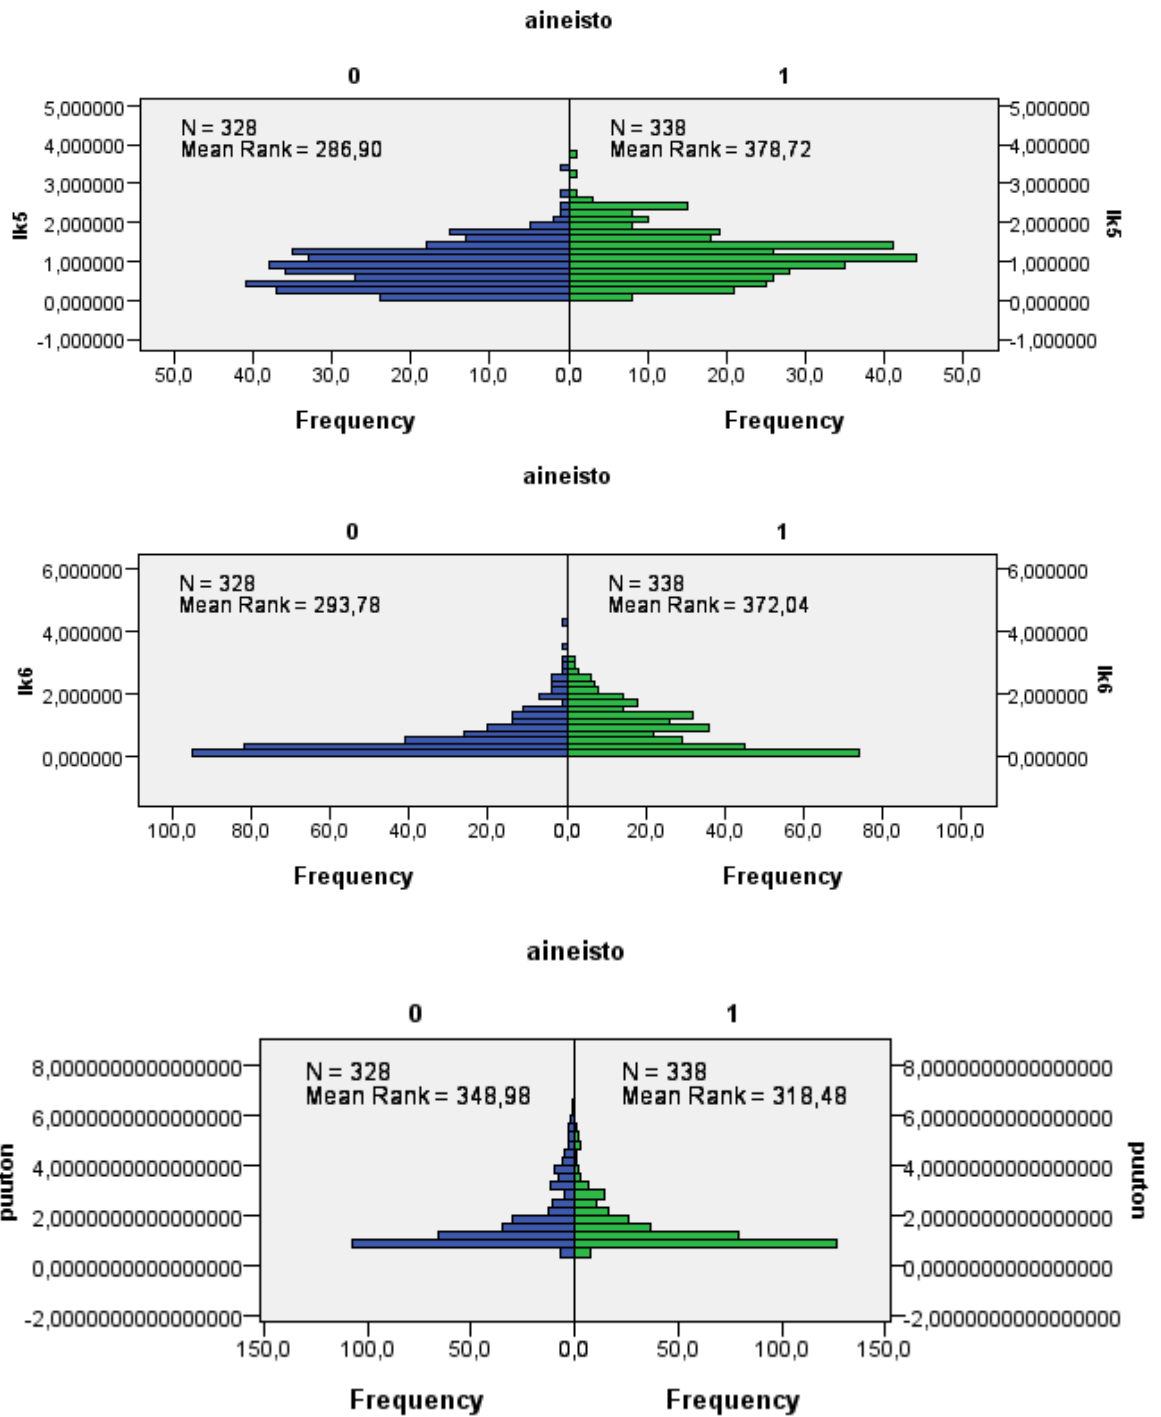 aineisto
0 1
5,000000 5,000000
N = 328 N = 338
Mean Rank = 286,90 Mean Rank = 378,72
4,000000 4,000000
3,000000 3,000000
lk5 2,000000 2,000000 lk5
1,000000 1,000000
0,000000 0,000000
-1,000000 -1,000000
50,0 40,0 30,0 20,0 10,0 0,0 10,0 20,0 30,0 40,0 50,0
Frequency Frequency
aineisto
0 1
6,000000 6,000000
N = 328 N = 338
Mean Rank = 293,78 Mean Rank = 372,04
4,000000 4,000000
lk6 2,000000 2,000000 lk6
0,000000 0,000000
100,0 80,0 60,0 40,0 20,0 0,0 20,0 40,0 60,0 80,0 100,0
Frequency Frequency
aineisto
0 1
8,0000000000000000 8,0000000000000000
N = 328 N = 338
Mean Rank = 348,98 Mean Rank = 318,48
6,0000000000000000 6,0000000000000000
4,0000000000000000 4,0000000000000000
puuton puuton
2,0000000000000000 2,0000000000000000
0,0000000000000000 0,0000000000000000
-2,0000000000000000 -2,0000000000000000
150,0 100,0 50,0 0,0 50,0 100,0 150,0
Frequency Frequency